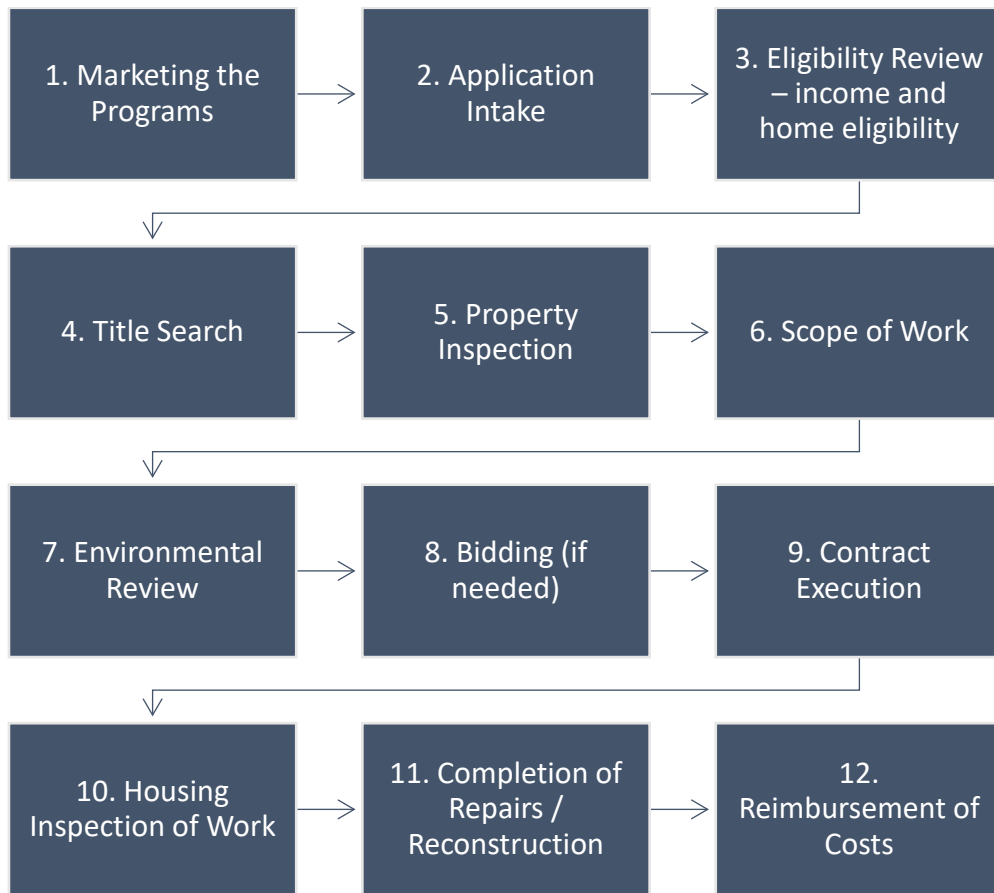 1. Marketing the
Programs
2. Application
Intake
3. Eligibility Review
– income and
home eligibility
4. Title Search
5. Property
Inspection
6. Scope of Work
7. Environmental
Review
8. Bidding (if
needed)
9. Contract
Execution
10. Housing
Inspection of Work
11. Completion of
Repairs /
Reconstruction
12.
Reimbursement of
Costs